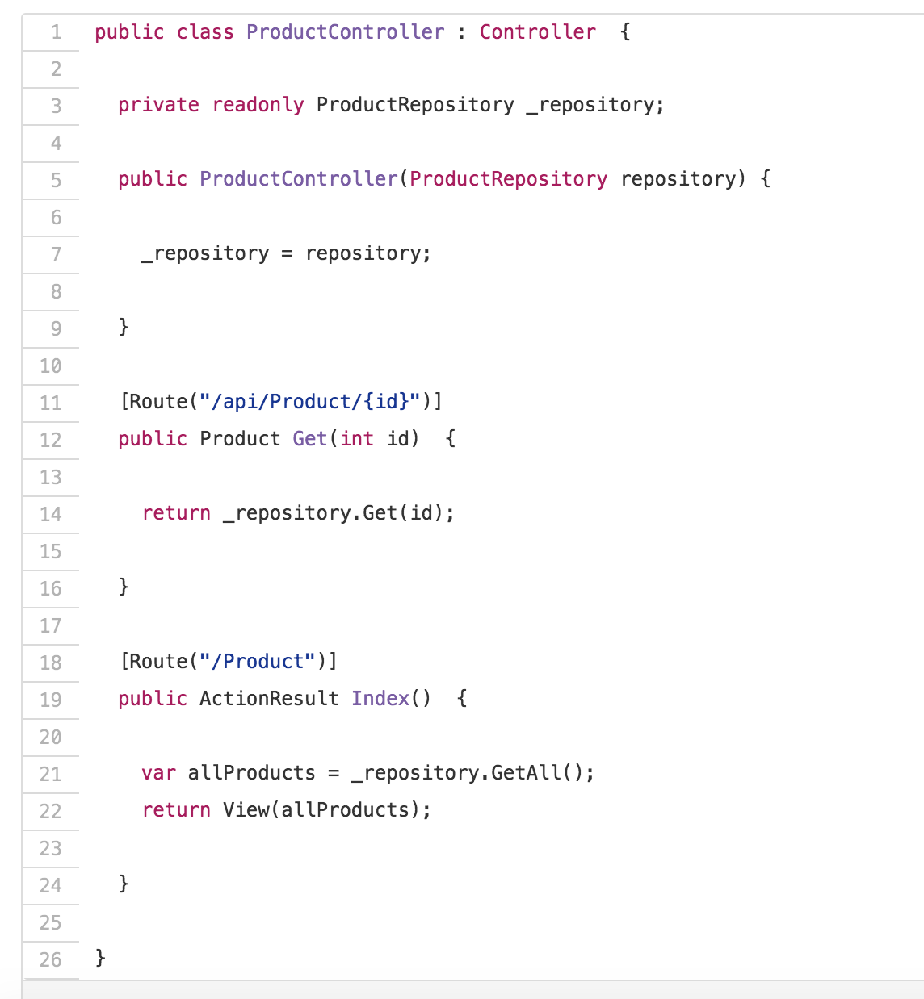 1 public class ProductController : Controller  {
2
3   private readonly ProductRepository _repository;
4
5   public ProductController(ProductRepository repository) {
6
7     _repository = repository;
8
9   }
10
11   [Route("/api/Product/{id}")]
12   public Product Get(int id)  {
13
14     return _repository.Get(id);
15
16   }
17
18   [Route("/Product")]
19   public ActionResult Index()  {
20
21     var allProducts = _repository.GetAll();
22     return View(allProducts);
23
24   }
25
26 }